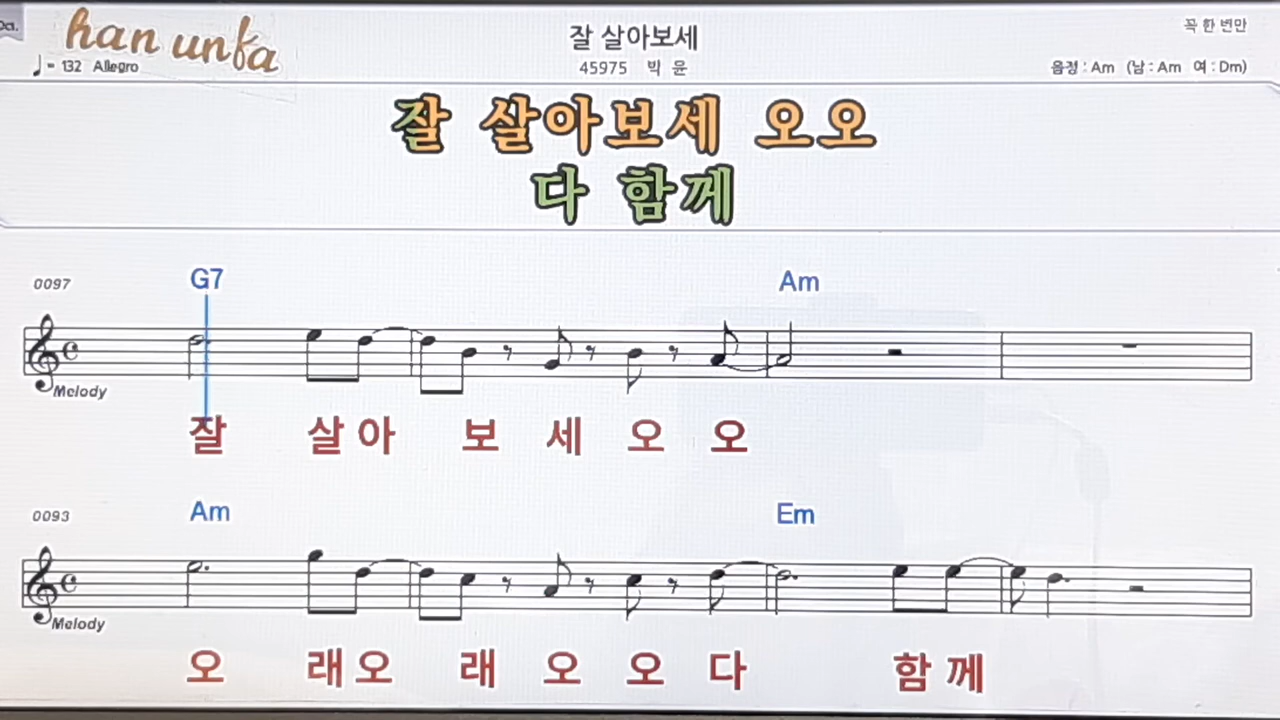 Da.
han unfa
잘 살아보세
꼭 한 번만
♩= 132 Allegro
45975 박 윤
음정 : Am (남 : Am 여 : Dm)
잘 살아보세 오오
다 함께
0097
G7 Am
Melody
잘 살아 보 세 오 오
0093
Am Em
Melody
오 래오 래 오 오 다 함께